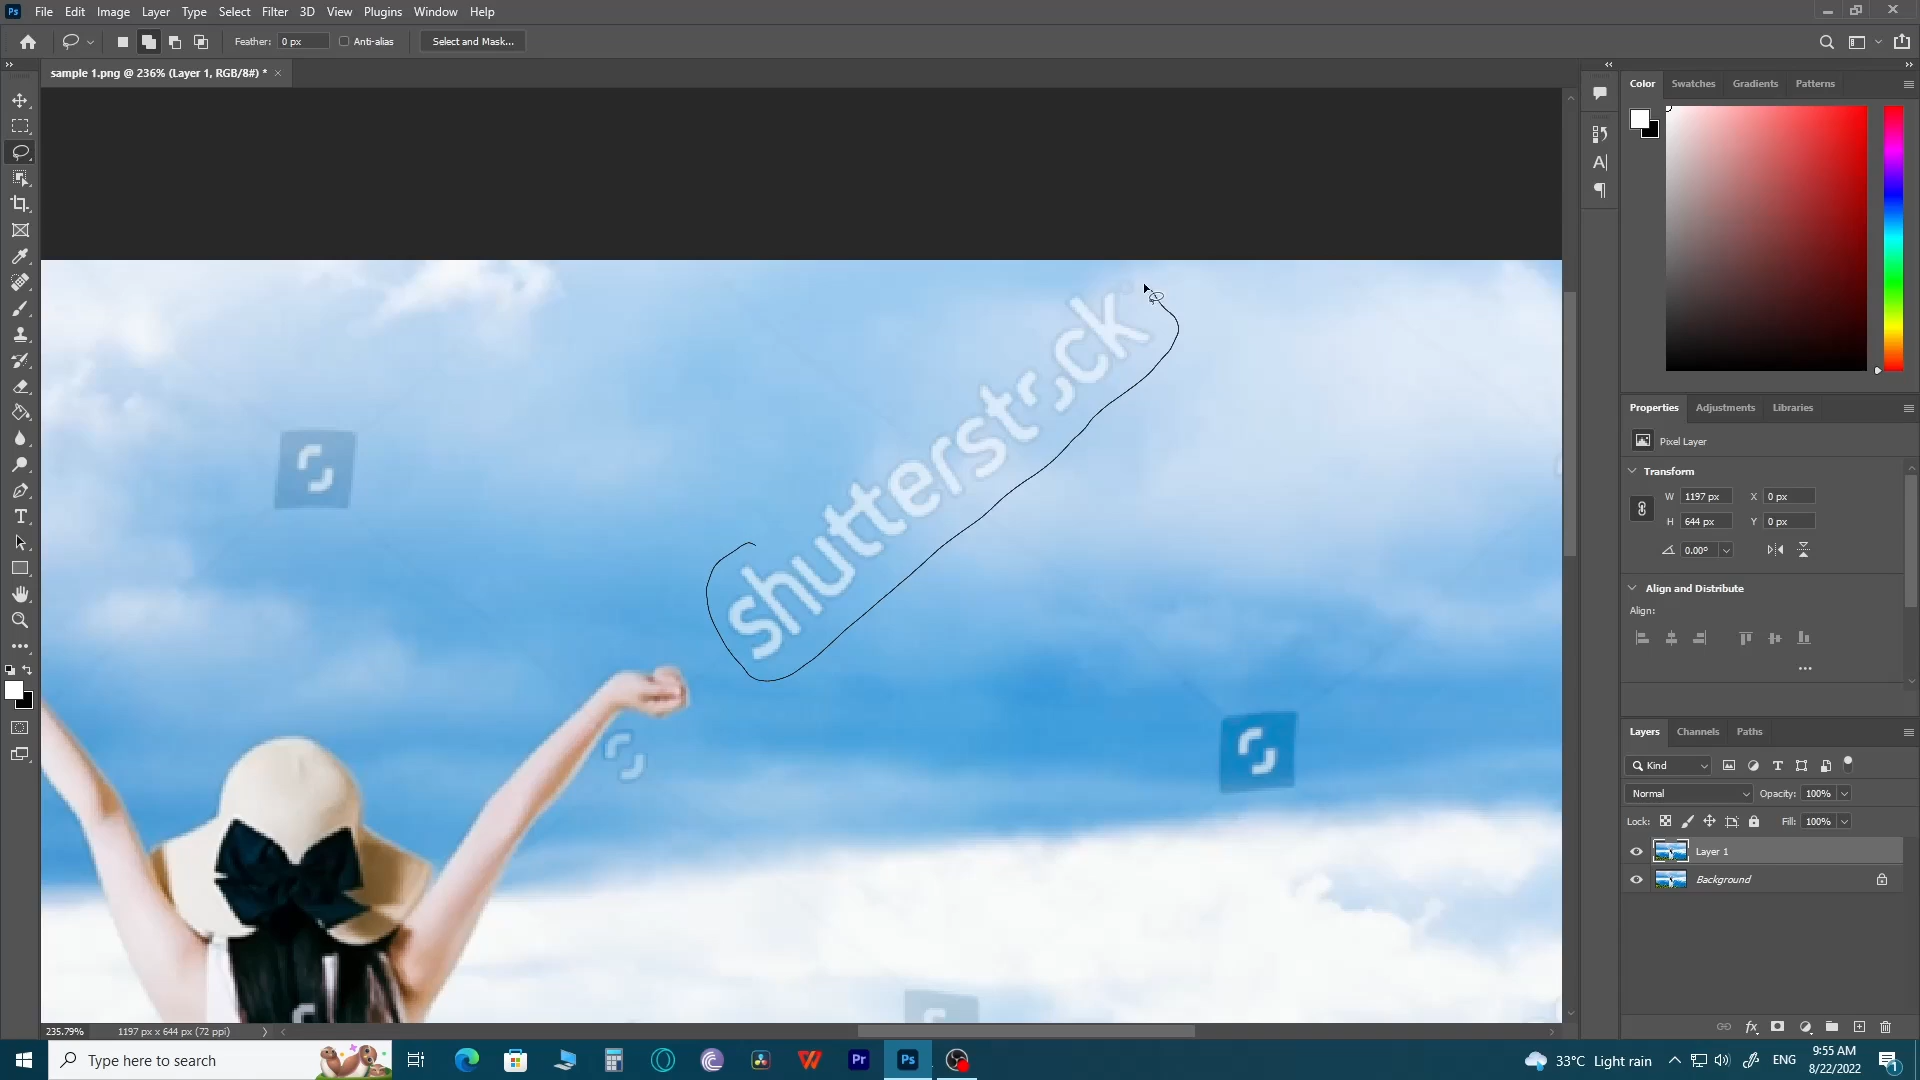 File Edit Image Layer Type Select Filter 3D View Plugins Window Help
Feather: 0 px Anti-alias Select and Mask...
sample 1.png @ 236% (Layer 1, RGB/8#) *
Color Swatches Gradients Patterns
shutterstock
Properties Adjustments Libraries
Pixel Layer
Transform
W 1197 px X 0 px
H 644 px Y 0 px
0.00°
Align and Distribute
Align:
Layers Channels Paths
Kind
Normal Opacity: 100%
Lock: Fill: 100%
Layer 1
Background
235.79% 1197 px x 644 px (72 ppi)
Type here to search
Pr Ps
33°C Light rain ENG
9:55 AM
8/22/2022
1